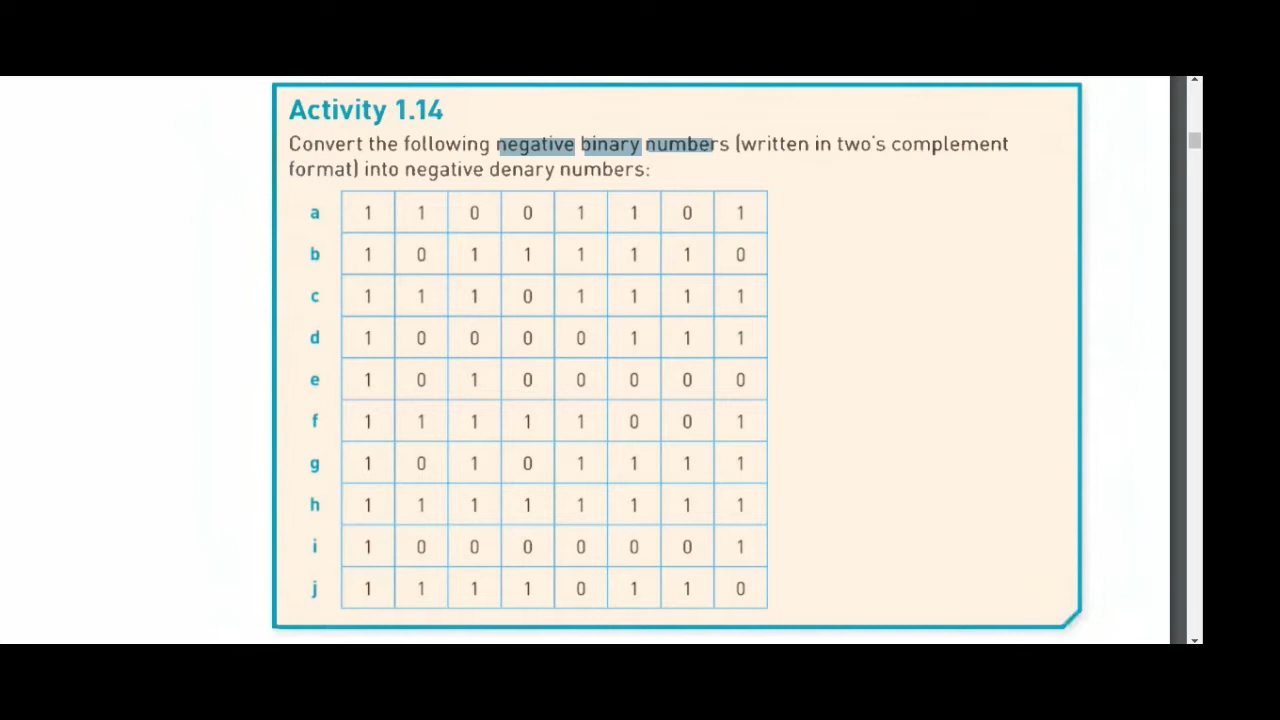 Activity 1.14
Convert the following negative binary numbers (written in two's complement
format) into negative denary numbers:
a 1 1 0 0 1 1 0 1
b 1 0 1 1 1 1 1 0
c 1 1 1 0 1 1 1 1
d 1 0 0 0 0 1 1 1
e 1 0 1 0 0 0 0 0
f 1 1 1 1 1 0 0 1
g 1 0 1 0 1 1 1 1
h 1 1 1 1 1 1 1 1
i 1 0 0 0 0 0 0 1
j 1 1 1 1 0 1 1 0